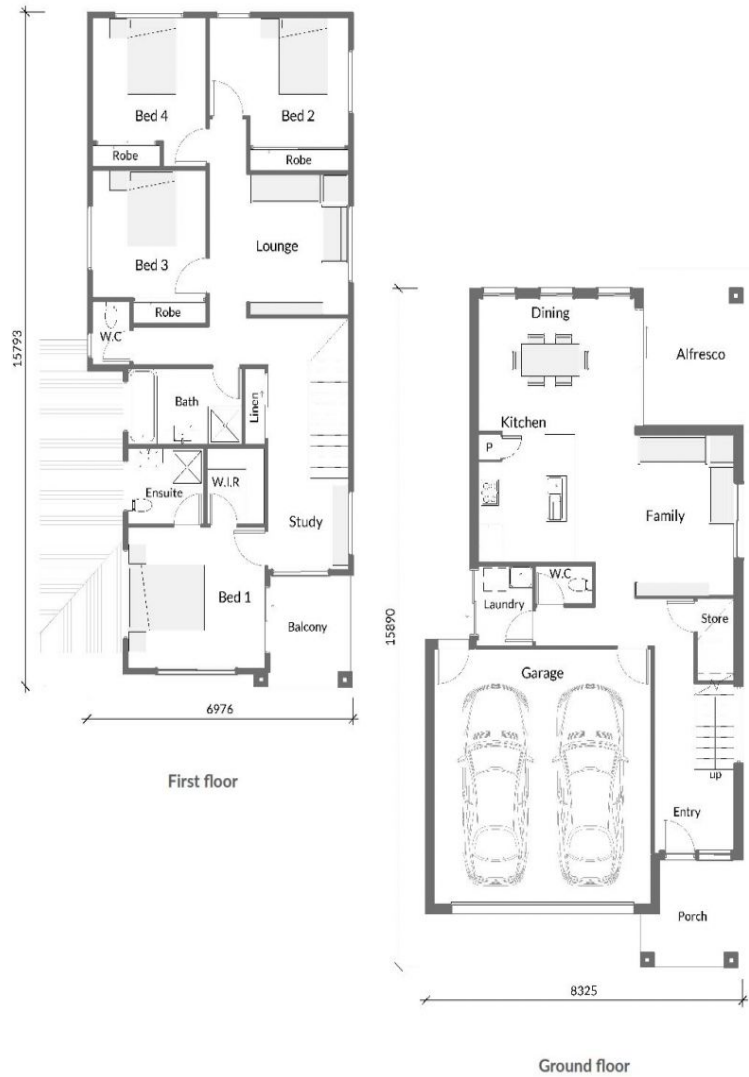 Bed 4
Bed 2
Robe
Robe
Lounge
Bed 3
Robe
W.C
15793
Bath
Linen
Ensuite
W.I.R
Study
Bed 1
Balcony
6976
First floor
Dining
Alfresco
Kitchen
P
Family
W.C
Laundry
Store
15890
Garage
up
Entry
Porch
8325
Ground floor